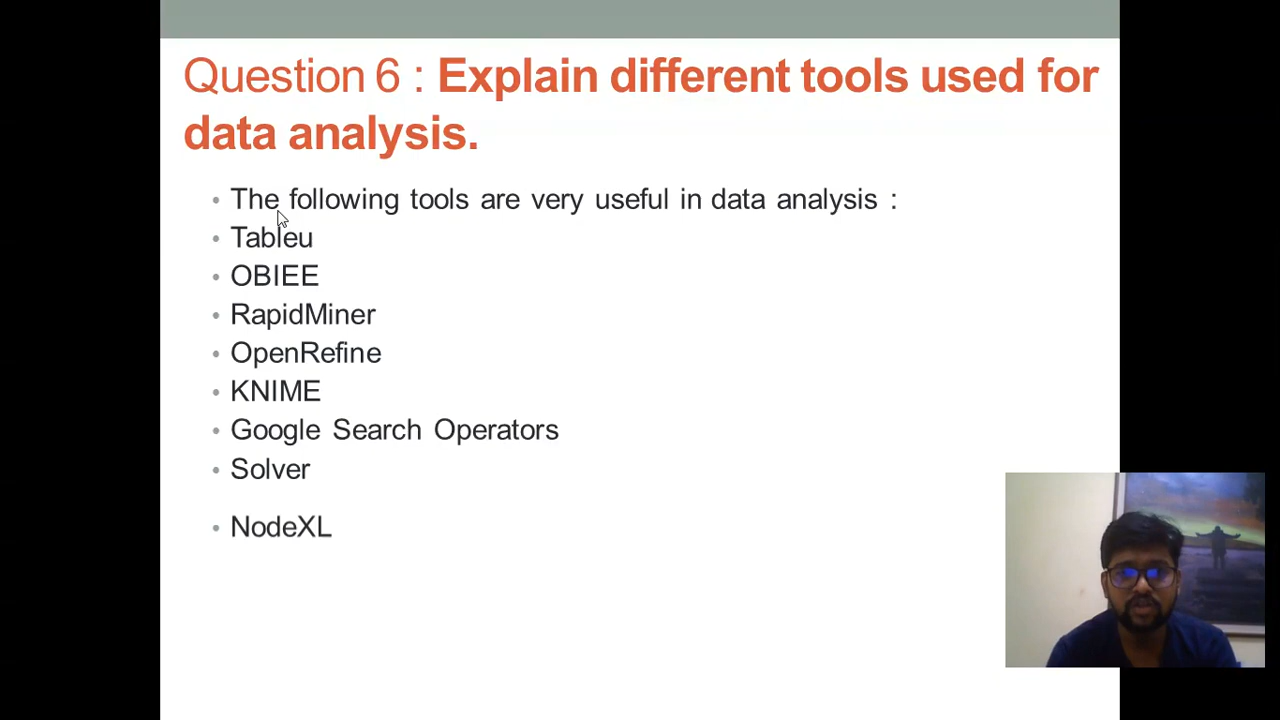 Question 6 : Explain different tools used for
data analysis.
• The following tools are very useful in data analysis :
• Tableu
• OBIEE
• RapidMiner
• OpenRefine
• KNIME
• Google Search Operators
• Solver
• NodeXL